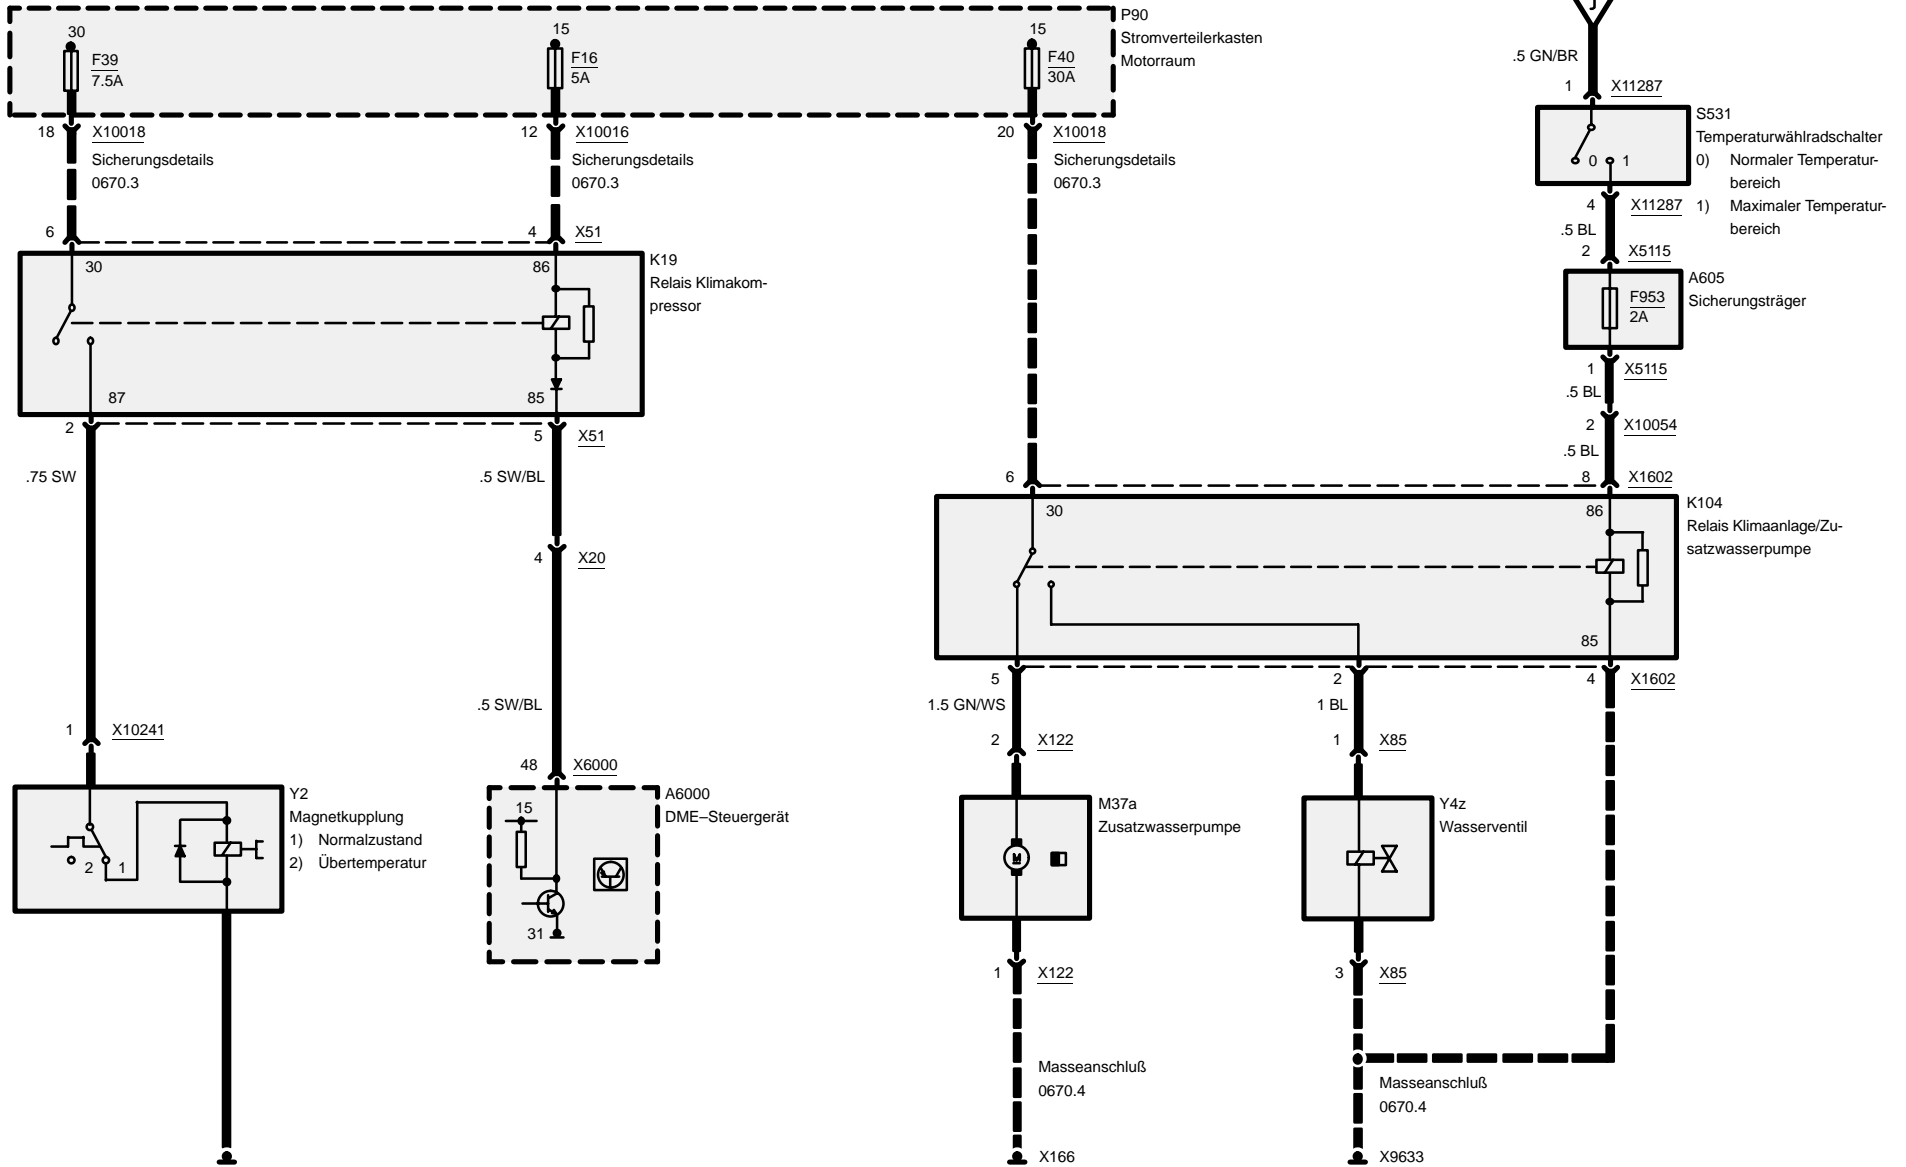 J
P90
Stromverteilerkasten
Motorraum
30
F39
7.5A
15
F16
5A
15
F40
30A
.5 GN/BR
1
X11287
S531
Temperaturwählradschalter
0) Normaler Temperatur-
bereich
1) Maximaler Temperatur-
bereich
0
1
18
X10018
Sicherungsdetails
0670.3
12
X10016
Sicherungsdetails
0670.3
20
X10018
Sicherungsdetails
0670.3
4
X11287
.5 BL
2
X5115
A605
Sicherungsträger
F953
2A
1
X5115
.5 BL
2
X10054
.5 BL
6
4
X51
K19
Relais Klimakom-
pressor
30
86
87
85
2
5
X51
.75 SW
.5 SW/BL
4
X20
.5 SW/BL
6
8
X1602
K104
Relais Klimaanlage/Zu-
satzwasserpumpe
30
86
85
5
2
4
X1602
1.5 GN/WS
1 BL
1
X10241
48
X6000
2
X122
1
X85
Y2
Magnetkupplung
1) Normalzustand
2) Übertemperatur
2
1
A6000
DME–Steuergerät
15
31
M37a
Zusatzwasserpumpe
M
Y4z
Wasserventil
1
X122
3
X85
Masseanschluß
0670.4
Masseanschluß
0670.4
X166
X9633